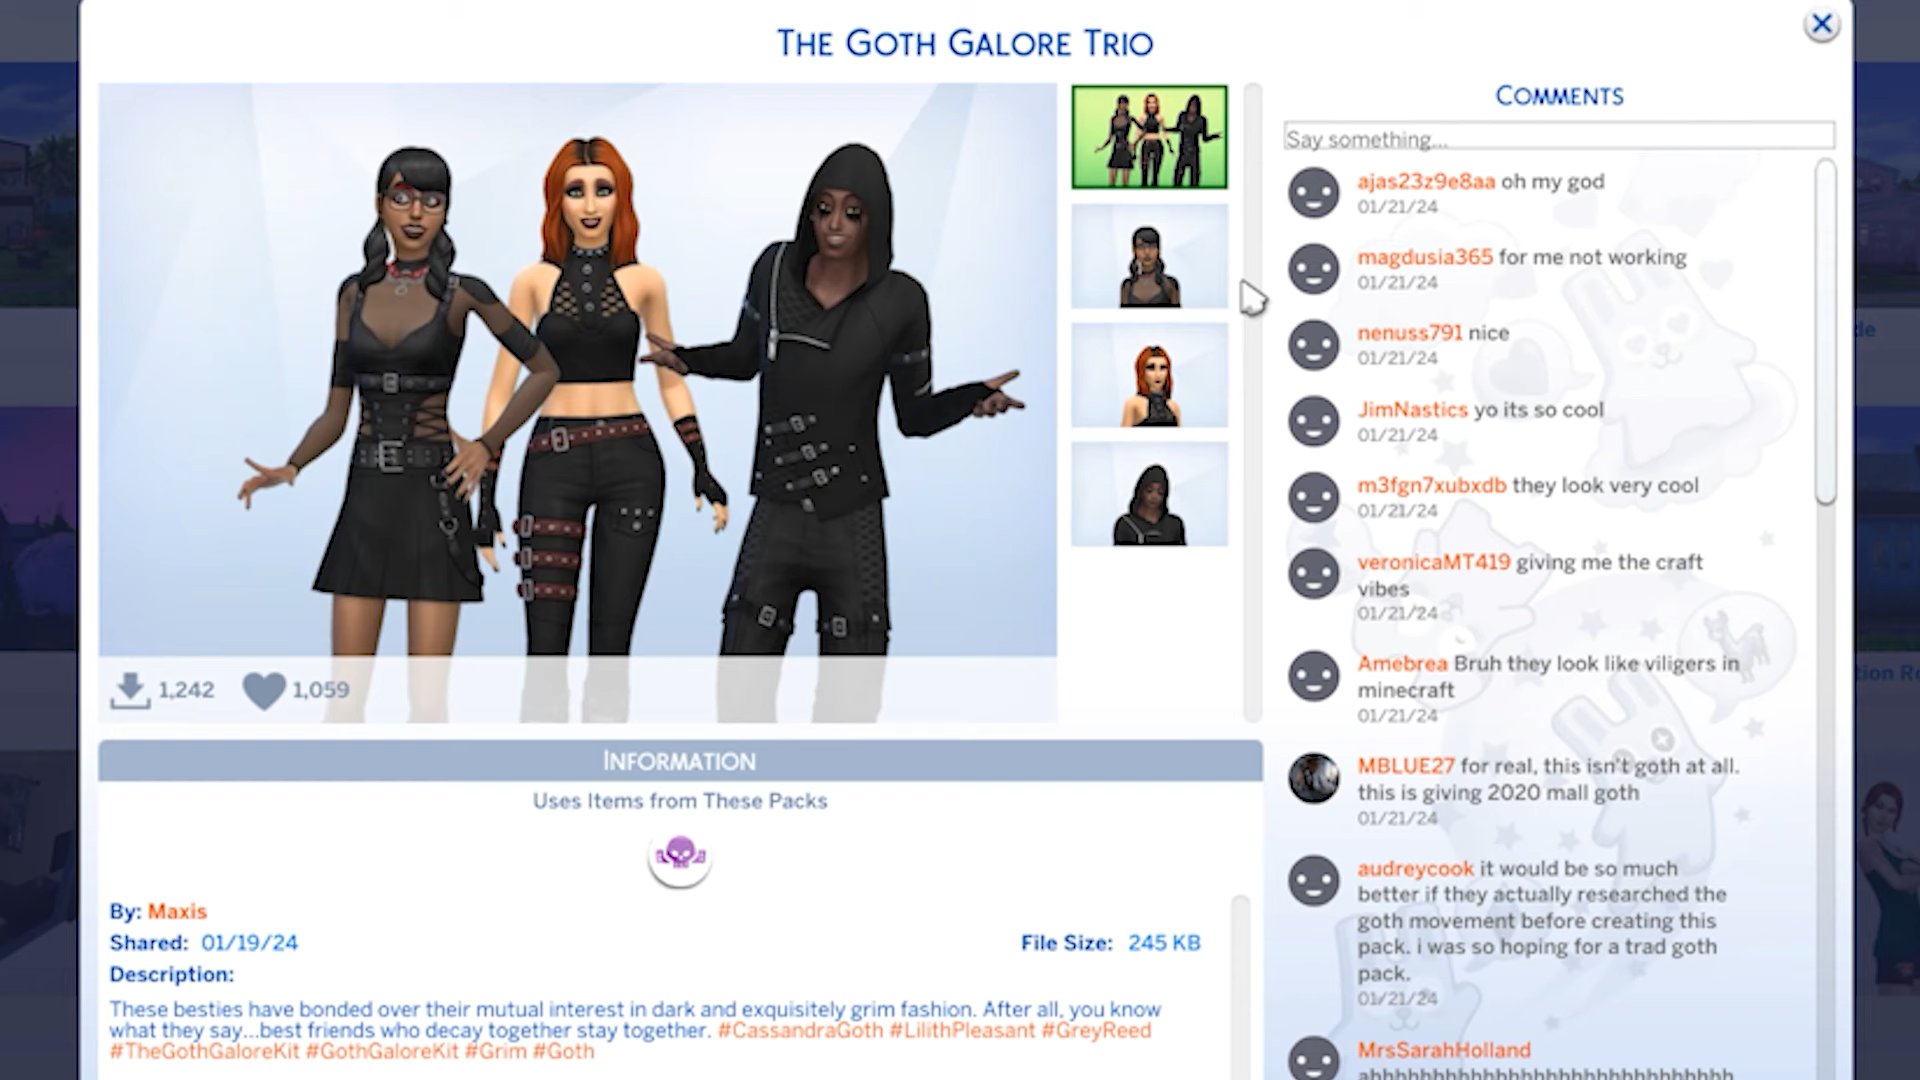 The Goth Galore Trio
Comments
Say something...
ajas23z9e8aa oh my god
01/21/24
magdusia365 for me not working
01/21/24
nenuss791 nice
01/21/24
JimNastics yo its so cool
01/21/24
m3fgn7xubxdb they look very cool
01/21/24
veronicaMT419 giving me the craft
vibes
01/21/24
Amebrea Bruh they look like viligers in
minecraft
01/21/24
MBLUE27 for real, this isn't goth at all.
this is giving 2020 mall goth
01/21/24
audreycook it would be so much
better if they actually researched the
goth movement before creating this
pack. i was so hoping for a trad goth
pack.
01/21/24
MrsSarahHolland
1,242
1,059
Information
Uses Items from These Packs
By: Maxis
Shared: 01/19/24
File Size: 245 KB
Description:
These besties have bonded over their mutual interest in dark and exquisitely grim fashion. After all, you know
what they say...best friends who decay together stay together. #CassandraGoth #LilithPleasant #GreyReed
#TheGothGaloreKit #GothGaloreKit #Grim #Goth